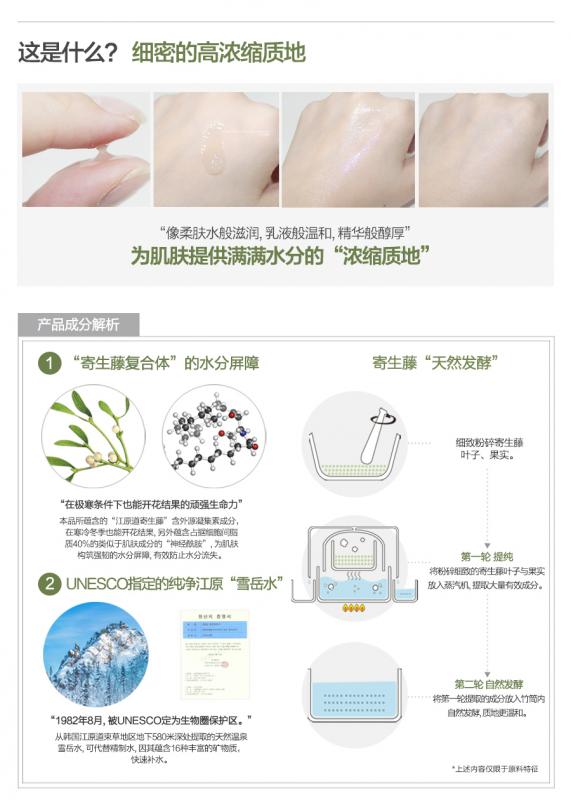 这是什么? 细密的高浓缩质地
“像柔肤水般滋润, 乳液般温和, 精华般醇厚”
为肌肤提供满满水分的“浓缩质地”
产品成分解析
1 “寄生藤复合体”的水分屏障
“在极寒条件下也能开花结果的顽强生命力”
本品所蕴含的“江原道寄生藤”含外源凝集素成分,
在寒冷冬季也能开花结果, 另外蕴含占据细胞间脂
质40%的类似于肌肤成分的“神经酰胺”, 为肌肤
构筑强韧的水分屏障, 有效防止水分流失。
2 UNESCO指定的纯净江原“雪岳水”
“1982年8月, 被UNESCO定为生物圈保护区。”
从韩国江原道束草地区地下580米深处提取的天然温泉
雪岳水, 可代替精制水, 因其蕴含16种丰富的矿物质,
快速补水。
寄生藤“天然发酵”
细致粉碎寄生藤
叶子、果实。
第一轮 提纯
将粉碎细致的寄生藤叶子与果实
放入蒸汽机, 提取大量有效成分。
第二轮 自然发酵
将第一轮提取的成分放入竹筒内
自然发酵, 质地更温和。
*上述内容仅限于原料特征